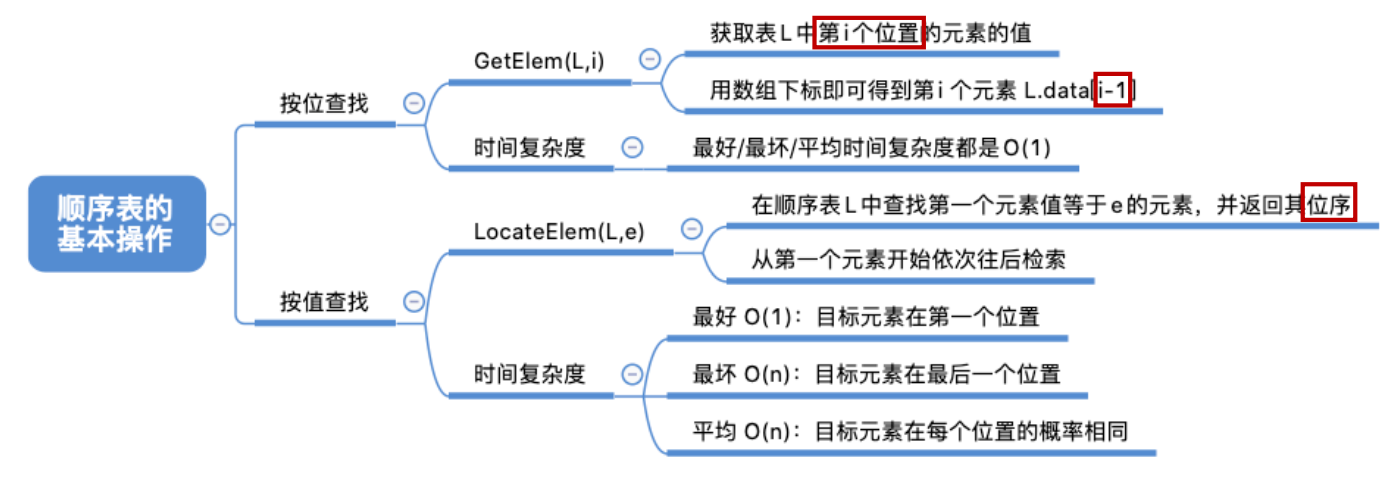 顺序表的
基本操作
按位查找
GetElem(L,i)
获取表L中第i个位置的元素的值
用数组下标即可得到第i个元素 L.data[i-1]
时间复杂度
最好/最坏/平均时间复杂度都是O(1)
按值查找
LocateElem(L,e)
在顺序表L中查找第一个元素值等于e的元素，并返回其位序
从第一个元素开始依次往后检索
时间复杂度
最好 O(1)：目标元素在第一个位置
最坏 O(n)：目标元素在最后一个位置
平均 O(n)：目标元素在每个位置的概率相同